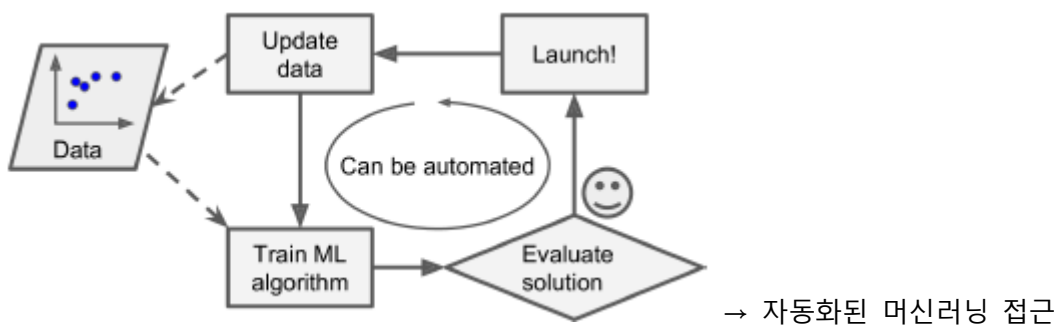 Update
data
Launch!
Data
Can be automated
Train ML
algorithm
Evaluate
solution
→ 자동화된 머신러닝 접근